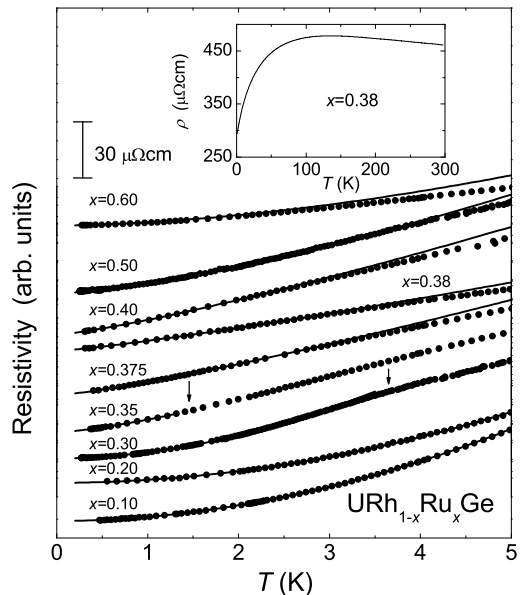 450
350
250
ρ (μΩcm)
x=0.38
0 100 200 300
T (K)
30 μΩcm
x=0.60
x=0.50
x=0.38
x=0.40
x=0.375
x=0.35
x=0.30
x=0.20
x=0.10
URh1-xRuxGe
Resistivity (arb. units)
0 1 2 3 4 5
T (K)